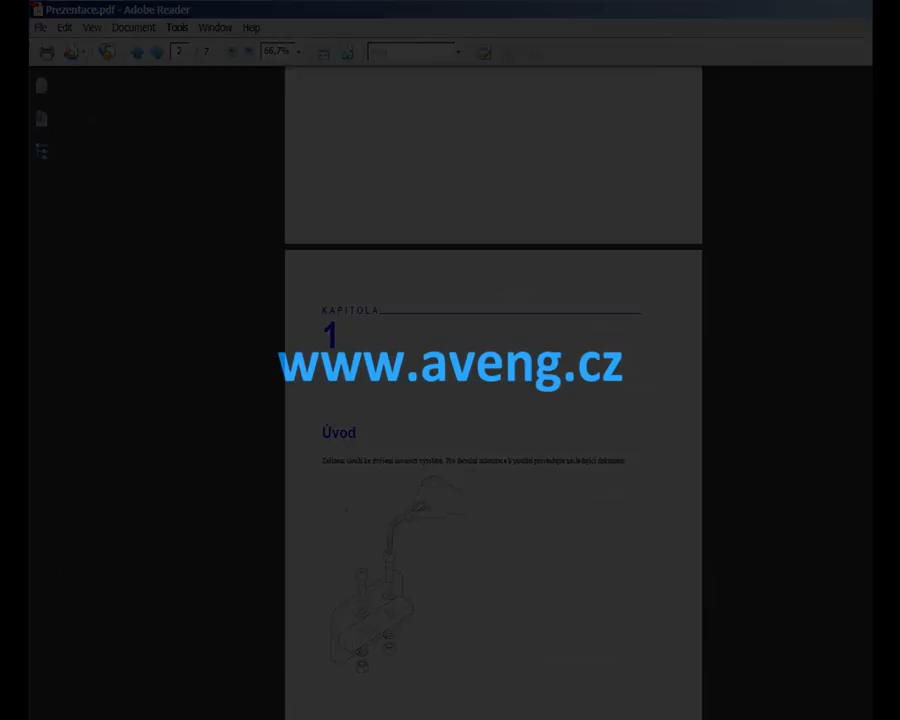 Prezentace.pdf - Adobe Reader
File Edit View Document Tools Window Help
2 / 7 66,7%
KAPITOLA
1
www.aveng.cz
Úvod